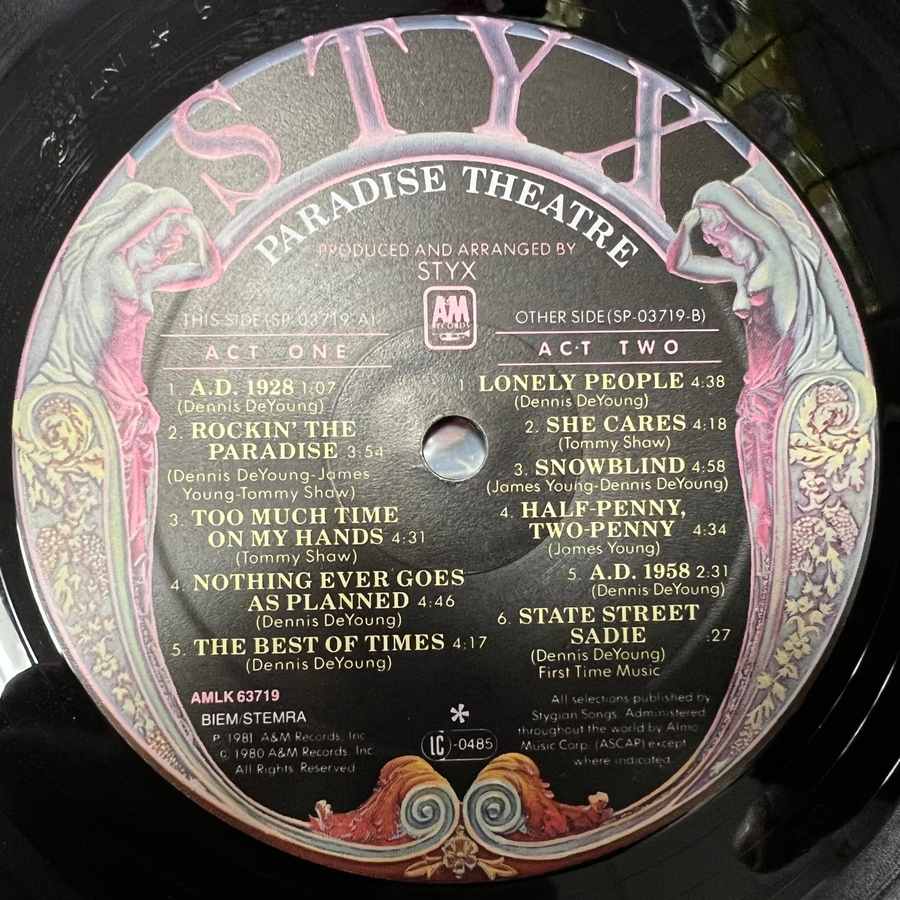 STYX
PARADISE THEATRE
PRODUCED AND ARRANGED BY
STYX
A&M
RECORDS
THIS SIDE (SP-03719-A)
ACT ONE
1. A.D. 1928 1:07
(Dennis DeYoung)
2. ROCKIN' THE
PARADISE 3:54
(Dennis DeYoung-James
Young-Tommy Shaw)
3. TOO MUCH TIME
ON MY HANDS 4:31
(Tommy Shaw)
4. NOTHING EVER GOES
AS PLANNED 4:46
(Dennis DeYoung)
5. THE BEST OF TIMES 4:17
(Dennis DeYoung)
OTHER SIDE (SP-03719-B)
ACT TWO
1 LONELY PEOPLE 4:38
(Dennis DeYoung)
2. SHE CARES 4:18
(Tommy Shaw)
3. SNOWBLIND 4:58
(James Young-Dennis DeYoung)
4. HALF-PENNY,
TWO-PENNY 4:34
(James Young)
5. A.D. 1958 2:31
(Dennis DeYoung)
6. STATE STREET
SADIE :27
(Dennis DeYoung)
First Time Music
AMLK 63719
BIEM/STEMRA
P. 1981 A&M Records, Inc
C. 1980 A&M Records, Inc
All Rights Reserved
*
LC-0485
All selections published by
Stygian Songs. Administered
throughout the world by Almo
Music Corp. (ASCAP) except
where indicated.